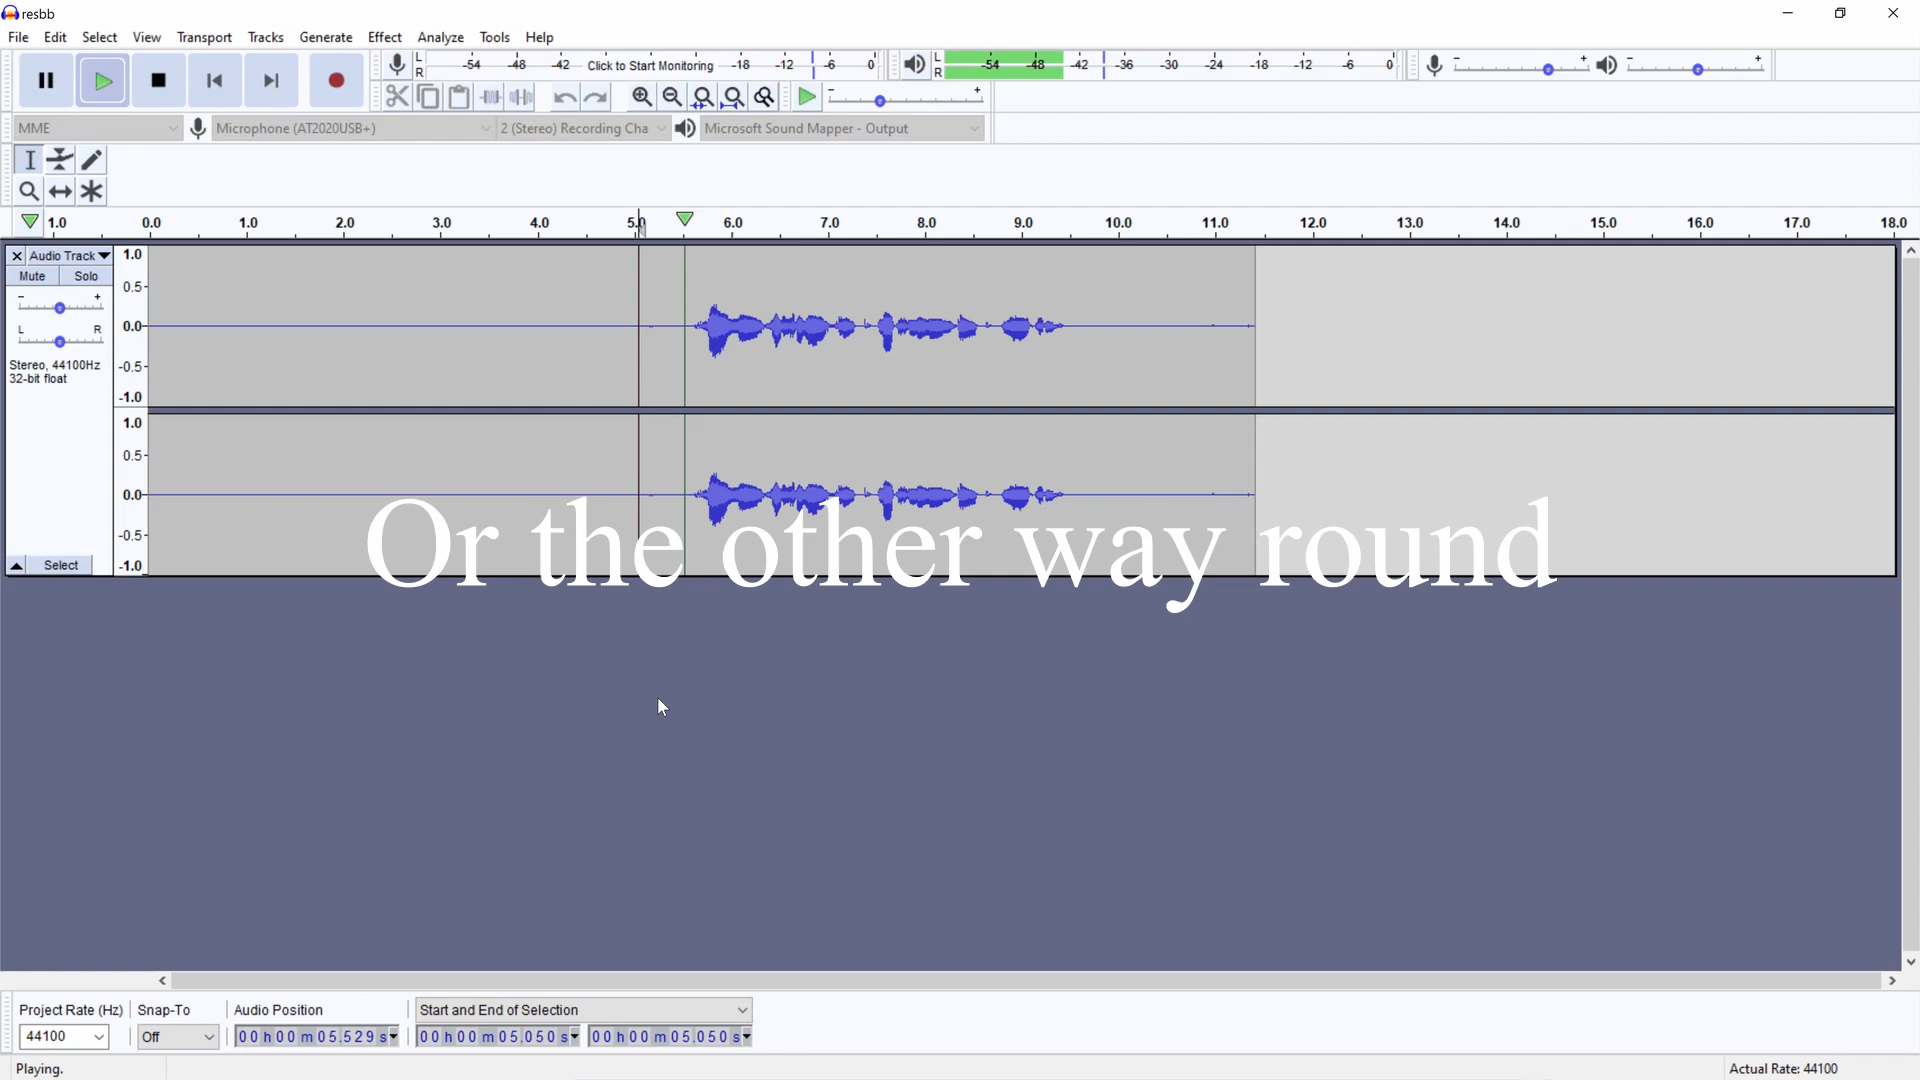 resbb
File Edit Select View Transport Tracks Generate Effect Analyze Tools Help
L R -54 -48 -42 Click to Start Monitoring -18 -12 -6 0 L R -54 -48 -42 -36 -30 -24 -18 -12 -6 0 - + - +
- +
MME Microphone (AT2020USB+) 2 (Stereo) Recording Cha Microsoft Sound Mapper - Output
1.0 0.0 1.0 2.0 3.0 4.0 5.0 6.0 7.0 8.0 9.0 10.0 11.0 12.0 13.0 14.0 15.0 16.0 17.0 18.0
Audio Track 1.0
Mute Solo
- + 0.5
L R 0.0
Stereo, 44100Hz -0.5
32-bit float
-1.0
1.0
0.5
0.0
-0.5
Or the other way round
Select -1.0
Project Rate (Hz) Snap-To Audio Position Start and End of Selection
44100 Off 00h00m05.529s 00h00m05.050s 00h00m05.050s
Playing. Actual Rate: 44100